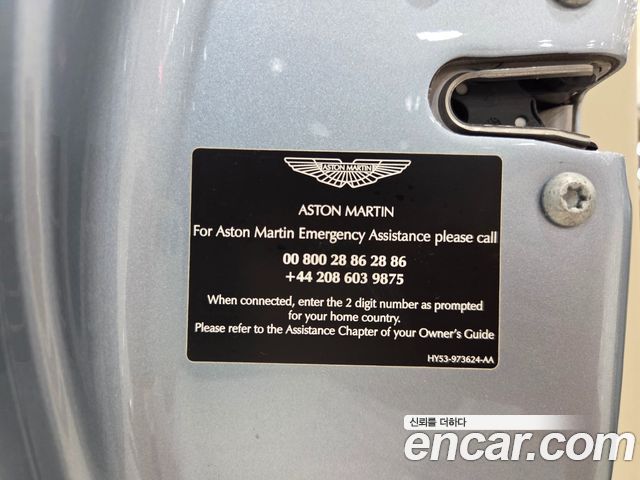 ASTON MARTIN
ASTON MARTIN
For Aston Martin Emergency Assistance please call
00 800 28 86 28 86
+44 208 603 9875
When connected, enter the 2 digit number as prompted
for your home country.
Please refer to the Assistance Chapter of your Owner's Guide
HY53-973624-AA
신뢰를 더하다
encar.com